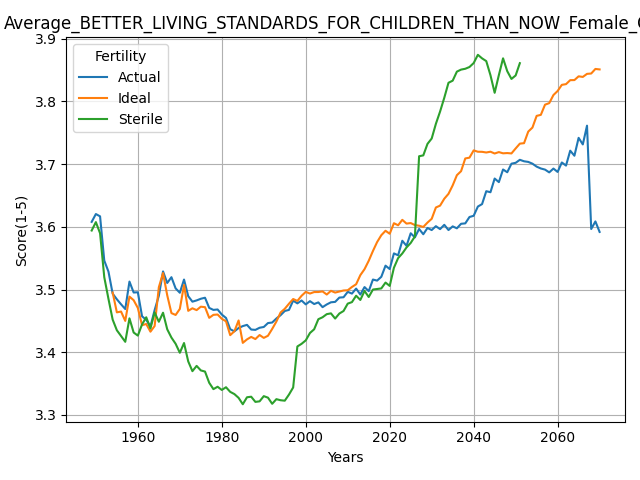 Average_BETTER_LIVING_STANDARDS_FOR_CHILDREN_THAN_NOW_Female_
3.9
3.8
3.7
3.6
3.5
3.4
3.3
Score(1-5)
Fertility
Actual
Ideal
Sterile
1960 1980 2000 2020 2040 2060
Years